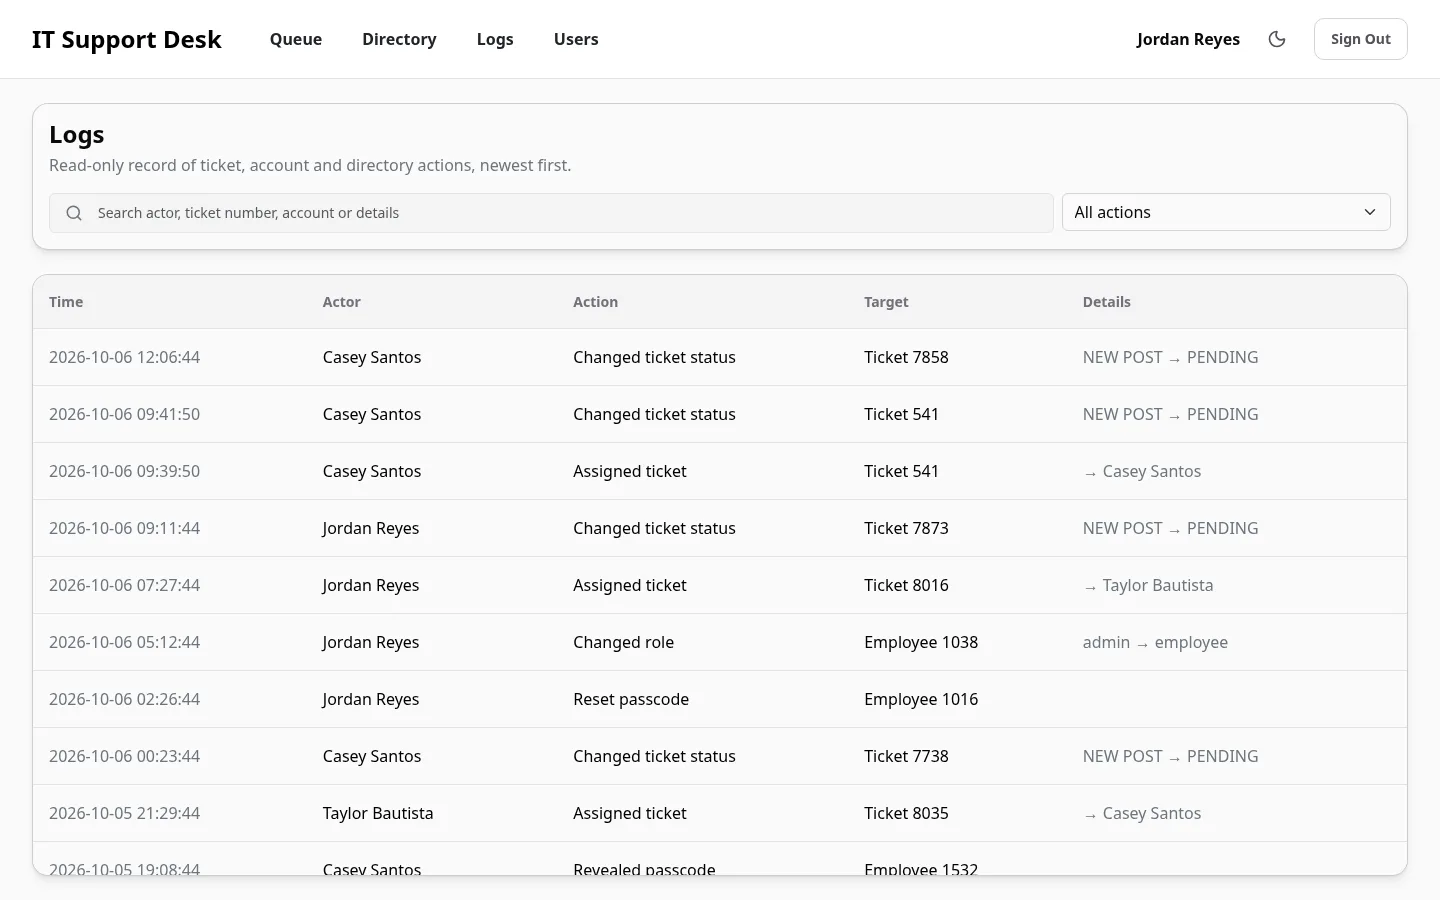 IT Support Desk Queue Directory Logs Users Jordan Reyes Sign Out
Logs
Read-only record of ticket, account and directory actions, newest first.
Search actor, ticket number, account or details All actions
Time Actor Action Target Details
2026-10-06 12:06:44 Casey Santos Changed ticket status Ticket 7858 NEW POST → PENDING
2026-10-06 09:41:50 Casey Santos Changed ticket status Ticket 541 NEW POST → PENDING
2026-10-06 09:39:50 Casey Santos Assigned ticket Ticket 541 → Casey Santos
2026-10-06 09:11:44 Jordan Reyes Changed ticket status Ticket 7873 NEW POST → PENDING
2026-10-06 07:27:44 Jordan Reyes Assigned ticket Ticket 8016 → Taylor Bautista
2026-10-06 05:12:44 Jordan Reyes Changed role Employee 1038 admin → employee
2026-10-06 02:26:44 Jordan Reyes Reset passcode Employee 1016
2026-10-06 00:23:44 Casey Santos Changed ticket status Ticket 7738 NEW POST → PENDING
2026-10-05 21:29:44 Taylor Bautista Assigned ticket Ticket 8035 → Casey Santos
2026-10-05 19:08:44 Casey Santos Revealed passcode Employee 1532